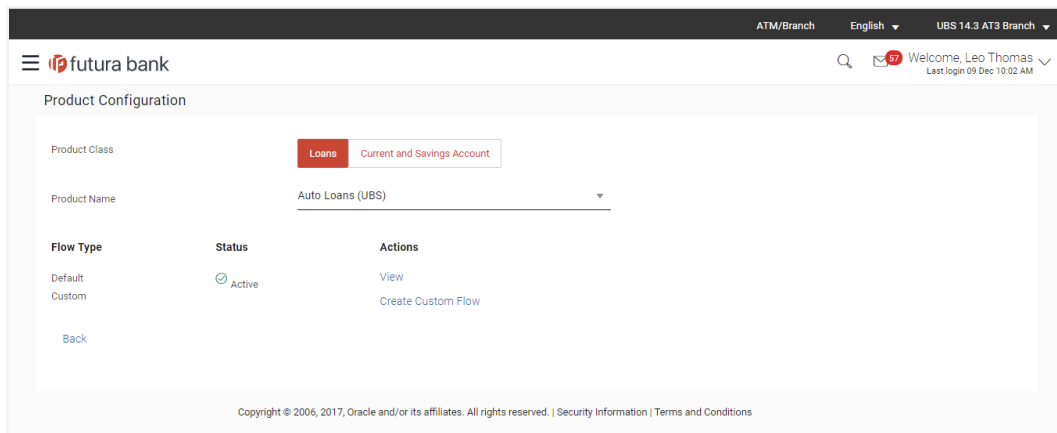 ATM/Branch English UBS 14.3 AT3 Branch
futura bank 57 Welcome, Leo Thomas
Last login 09 Dec 10:02 AM
Product Configuration
Product Class Loans Current and Savings Account
Product Name Auto Loans (UBS)
Flow Type Status Actions
Default Active View
Custom Create Custom Flow
Back
Copyright © 2006, 2017, Oracle and/or its affiliates. All rights reserved. | Security Information | Terms and Conditions